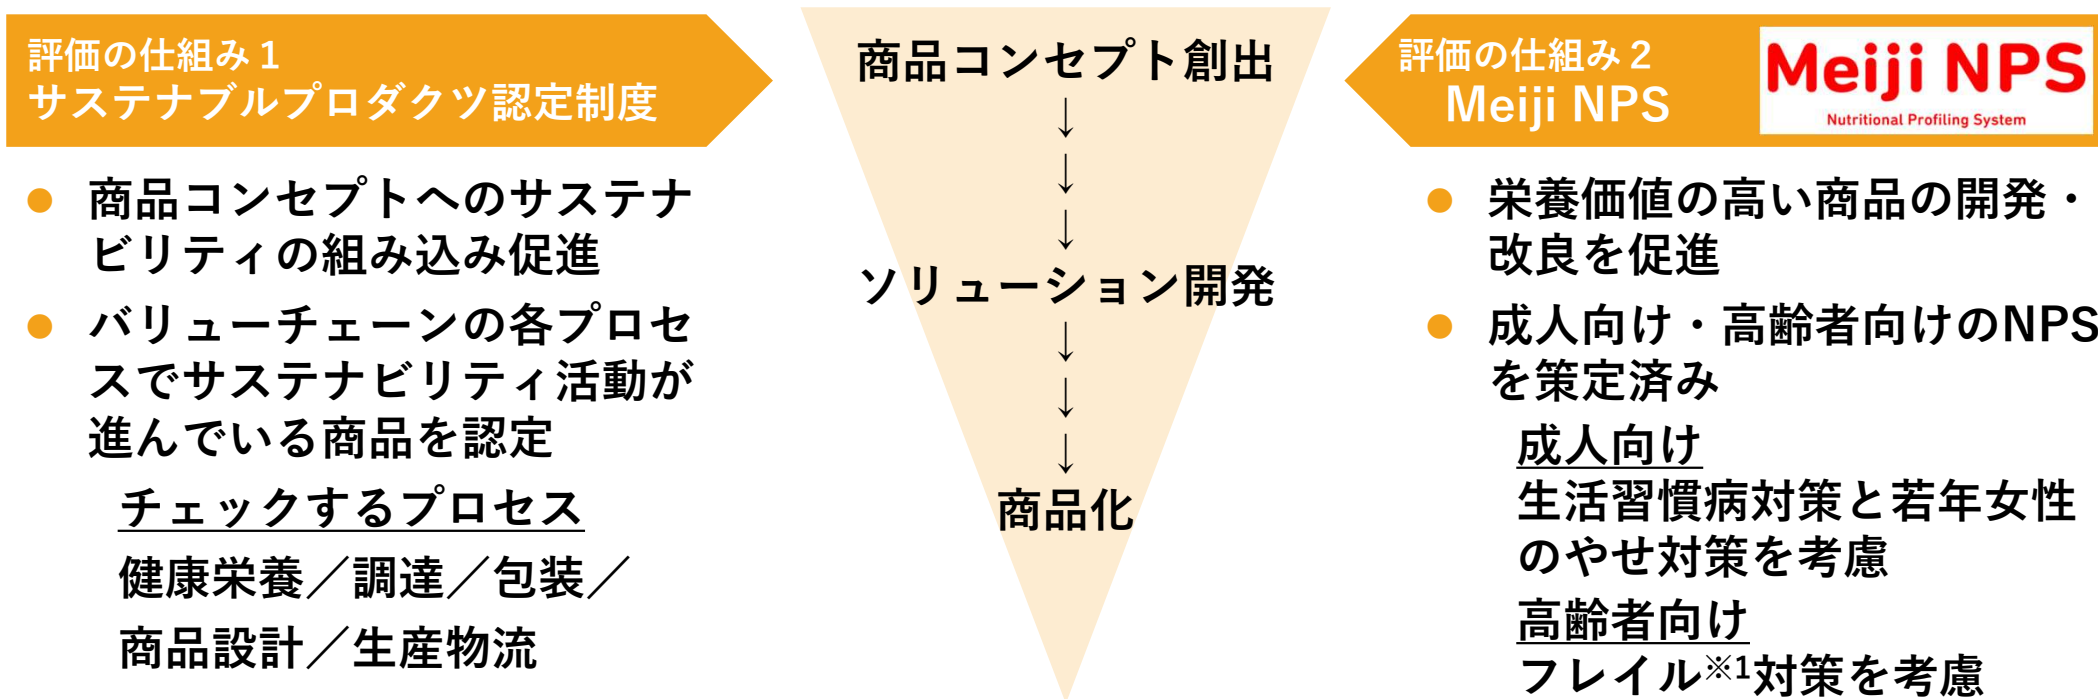 評価の仕組み１
サステナブルプロダクツ認定制度
● 商品コンセプトへのサステナ
ビリティの組み込み促進
● バリューチェーンの各プロセ
スでサステナビリティ活動が
進んでいる商品を認定
チェックするプロセス
健康栄養／調達／包装／
商品設計／生産物流
商品コンセプト創出
↓
↓
↓
ソリューション開発
↓
↓
↓
商品化
評価の仕組み２
Meiji NPS
Meiji NPS
Nutritional Profiling System
● 栄養価値の高い商品の開発・
改良を促進
● 成人向け・高齢者向けのNPS
を策定済み
成人向け
生活習慣病対策と若年女性
のやせ対策を考慮
高齢者向け
フレイル※1対策を考慮